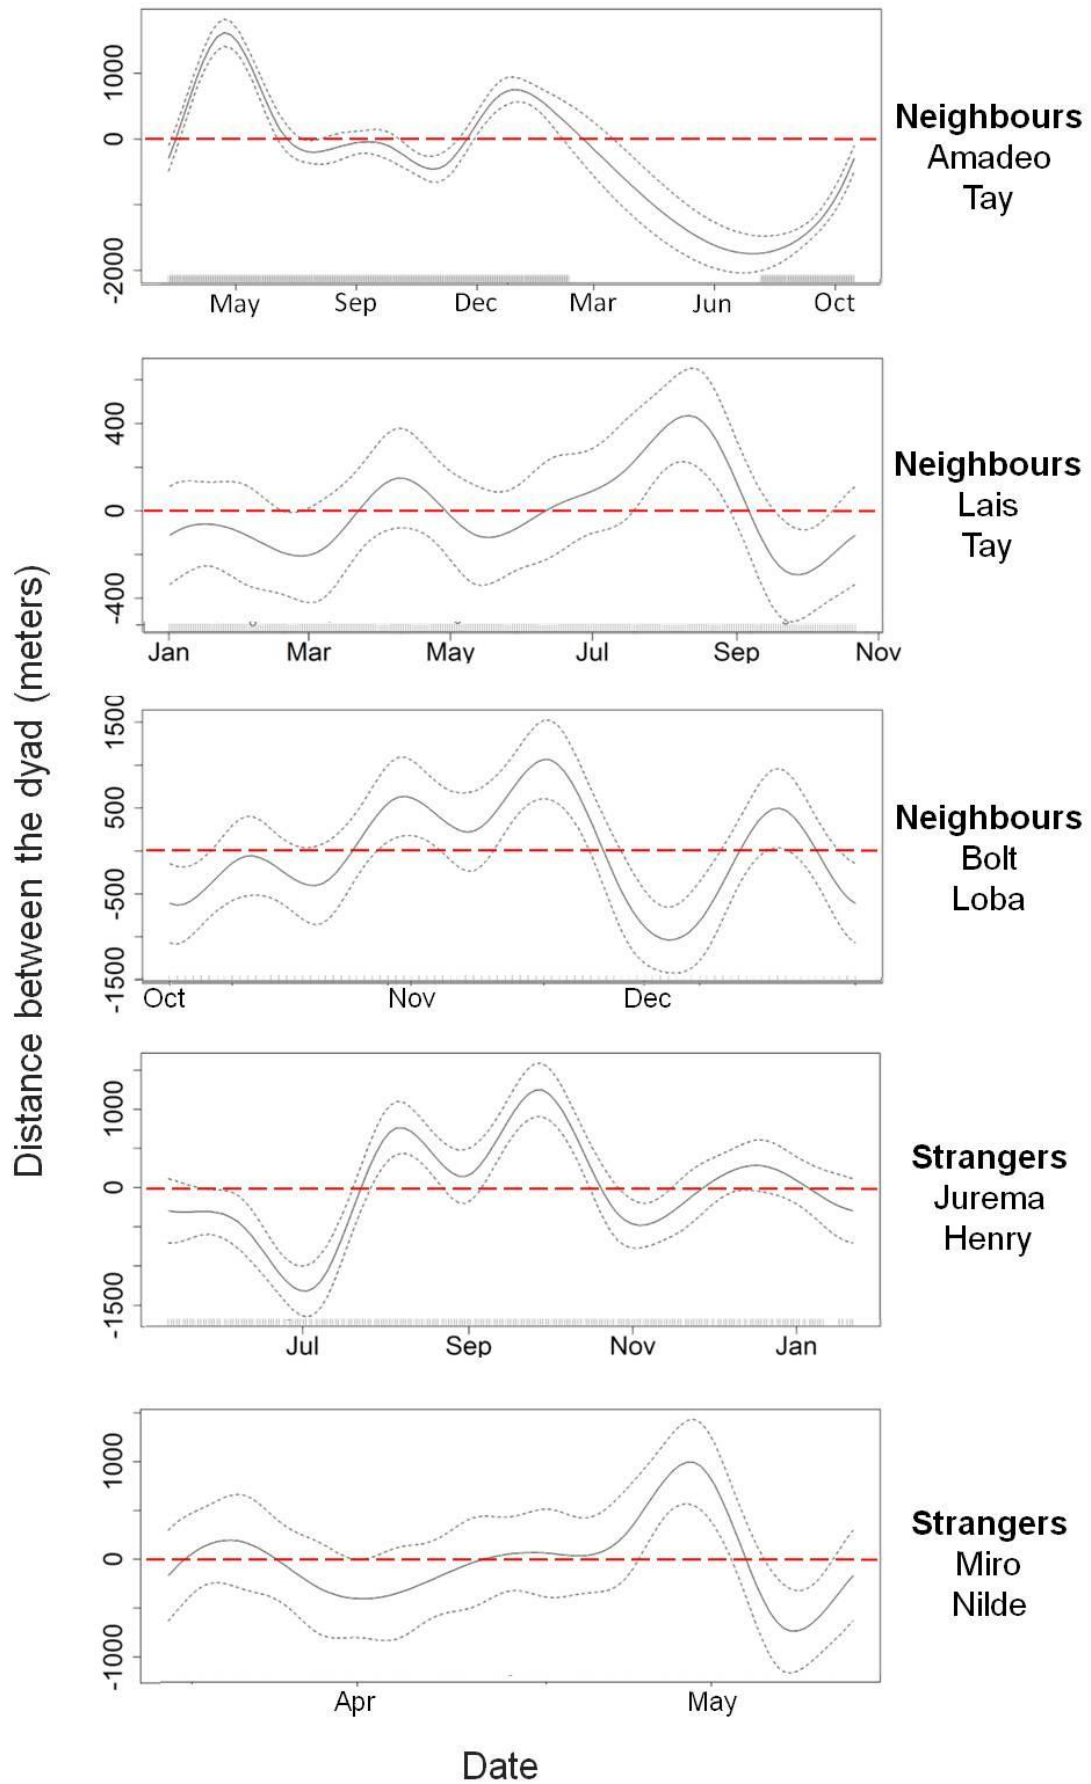 Distance between the dyad (meters)
1000
0
-2000
May Sep Dec Mar Jun Oct
Neighbours
Amadeo
Tay
400
0
-400
Jan Mar May Jul Sep Nov
Neighbours
Lais
Tay
1500
5000
-5000
-1500
Oct Nov Dec
Neighbours
Bolt
Loba
1000
0
-1500
Jul Sep Nov Jan
Strangers
Jurema
Henry
1000
0
-1000
Apr May
Strangers
Miro
Nilde
Date